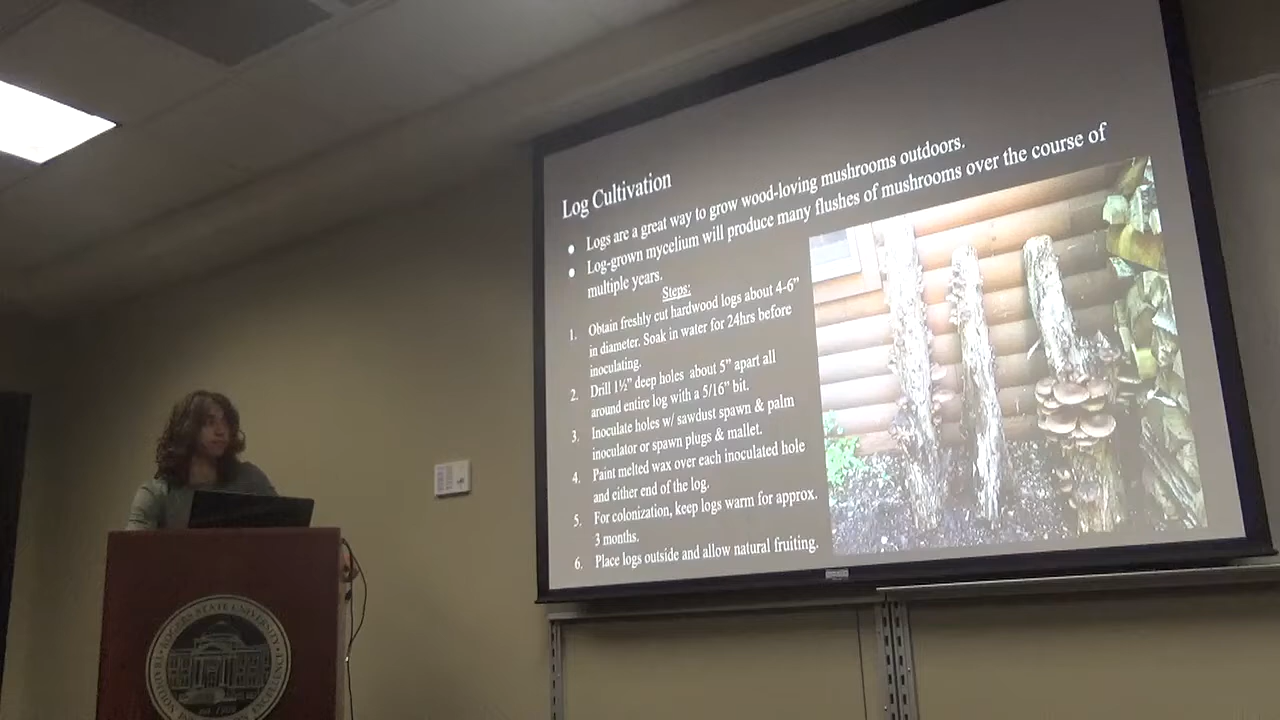 Log Cultivation
● Logs are a great way to grow wood-loving mushrooms outdoors.
● Log-grown mycelium will produce many flushes of mushrooms over the course of
multiple years.
Steps:
1. Obtain freshly cut hardwood logs about 4-6”
in diameter. Soak in water for 24hrs before
inoculating.
2. Drill 1½” deep holes about 5” apart all
around entire log with a 5/16” bit.
3. Inoculate holes w/ sawdust spawn & palm
inoculator or spawn plugs & mallet.
4. Paint melted wax over each inoculated hole
and either end of the log.
5. For colonization, keep logs warm for approx.
3 months.
6. Place logs outside and allow natural fruiting.
ROGERS STATE UNIVERSITY